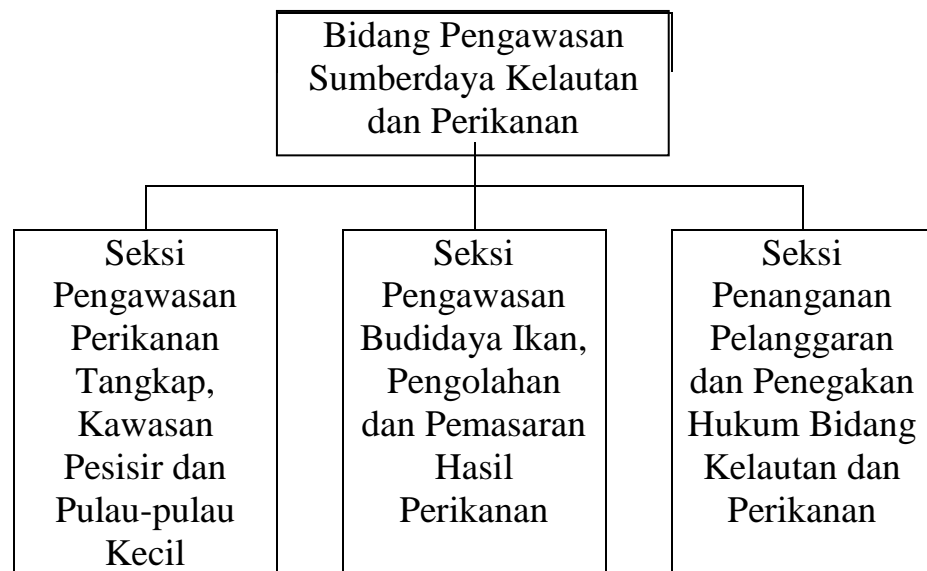 Bidang Pengawasan
Sumberdaya Kelautan
dan Perikanan
Seksi
Pengawasan
Perikanan
Tangkap,
Kawasan
Pesisir dan
Pulau-pulau
Kecil
Seksi
Pengawasan
Budidaya Ikan,
Pengolahan
dan Pemasaran
Hasil
Perikanan
Seksi
Penanganan
Pelanggaran
dan Penegakan
Hukum Bidang
Kelautan dan
Perikanan